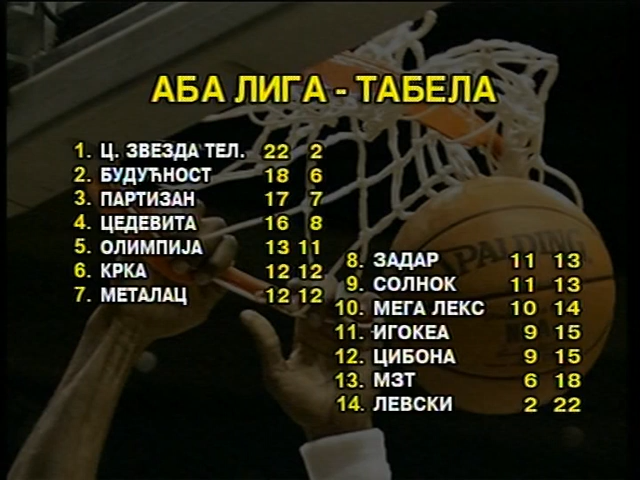 АБА ЛИГА - ТАБЕЛА
1. Ц. ЗВЕЗДА ТЕЛ. 22 2
2. БУДУЋНОСТ 18 6
3. ПАРТИЗАН 17 7
4. ЦЕДЕВИТА 16 8
5. ОЛИМПИЈА 13 11
6. КРКА 12 12
7. МЕТАЛАЦ 12 12
8. ЗАДАР 11 13
9. СОЛНОК 11 13
10. МЕГА ЛЕКС 10 14
11. ИГОКЕА 9 15
12. ЦИБОНА 9 15
13. МЗТ 6 18
14. ЛЕВСКИ 2 22
SPALDING